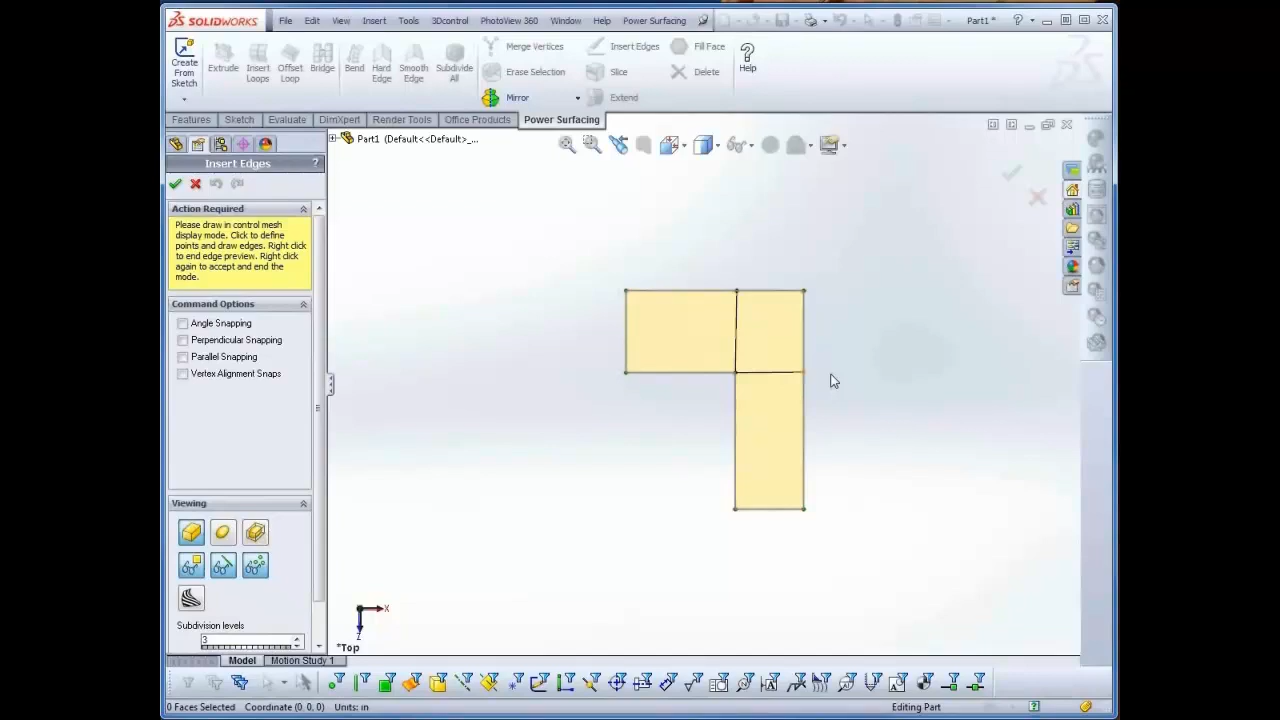 SOLIDWORKS
File Edit View Insert Tools 3Dcontrol PhotoView 360 Window Help Power Surfacing
Part1 *
Create From Sketch
Extrude
Insert Loops
Offset Loop
Bridge
Bend
Hard Edge
Smooth Edge
Subdivide All
Merge Vertices
Insert Edges
Fill Face
Erase Selection
Slice
Delete
Mirror
Extend
Help
Features Sketch Evaluate DimXpert Render Tools Office Products Power Surfacing
Part1 (Default<<Default>_...
Insert Edges ?
Action Required
Please draw in control mesh
display mode. Click to define
points and draw edges. Right click
to end edge preview. Right click
again to accept and end the
mode.
Command Options
Angle Snapping
Perpendicular Snapping
Parallel Snapping
Vertex Alignment Snaps
Viewing
Subdivision levels
3
X
Z
*Top
Model Motion Study 1
0 Faces Selected Coordinate (0, 0, 0) Units: in
Editing Part